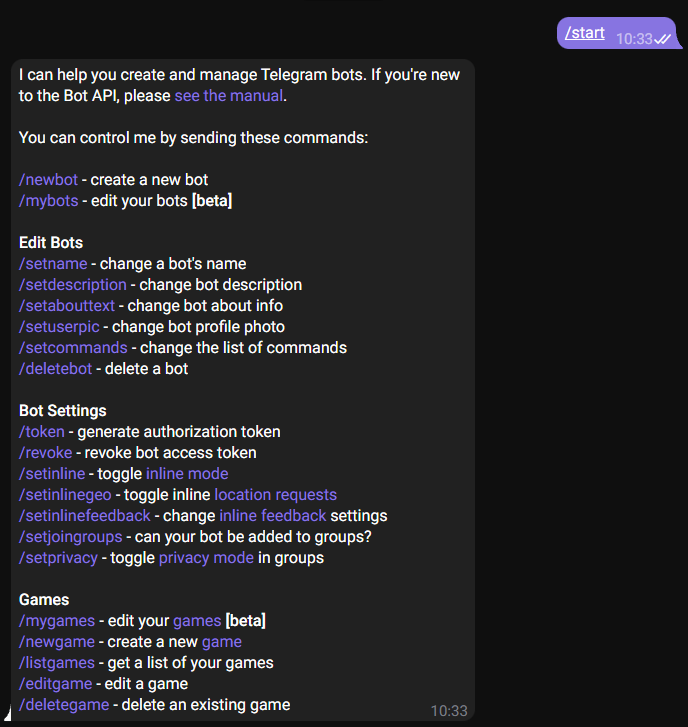 /start 10:33
I can help you create and manage Telegram bots. If you're new
to the Bot API, please see the manual.
You can control me by sending these commands:
/newbot - create a new bot
/mybots - edit your bots [beta]
Edit Bots
/setname - change a bot's name
/setdescription - change bot description
/setabouttext - change bot about info
/setuserpic - change bot profile photo
/setcommands - change the list of commands
/deletebot - delete a bot
Bot Settings
/token - generate authorization token
/revoke - revoke bot access token
/setinline - toggle inline mode
/setinlinegeo - toggle inline location requests
/setinlinefeedback - change inline feedback settings
/setjoingroups - can your bot be added to groups?
/setprivacy - toggle privacy mode in groups
Games
/mygames - edit your games [beta]
/newgame - create a new game
/listgames - get a list of your games
/editgame - edit a game
/deletegame - delete an existing game
10:33